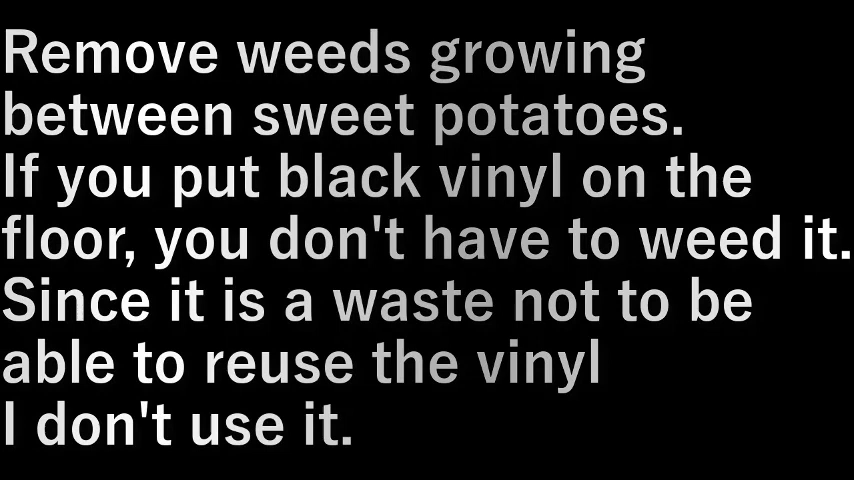 Remove weeds growing
between sweet potatoes.
If you put black vinyl on the
floor, you don't have to weed it.
Since it is a waste not to be
able to reuse the vinyl
I don't use it.